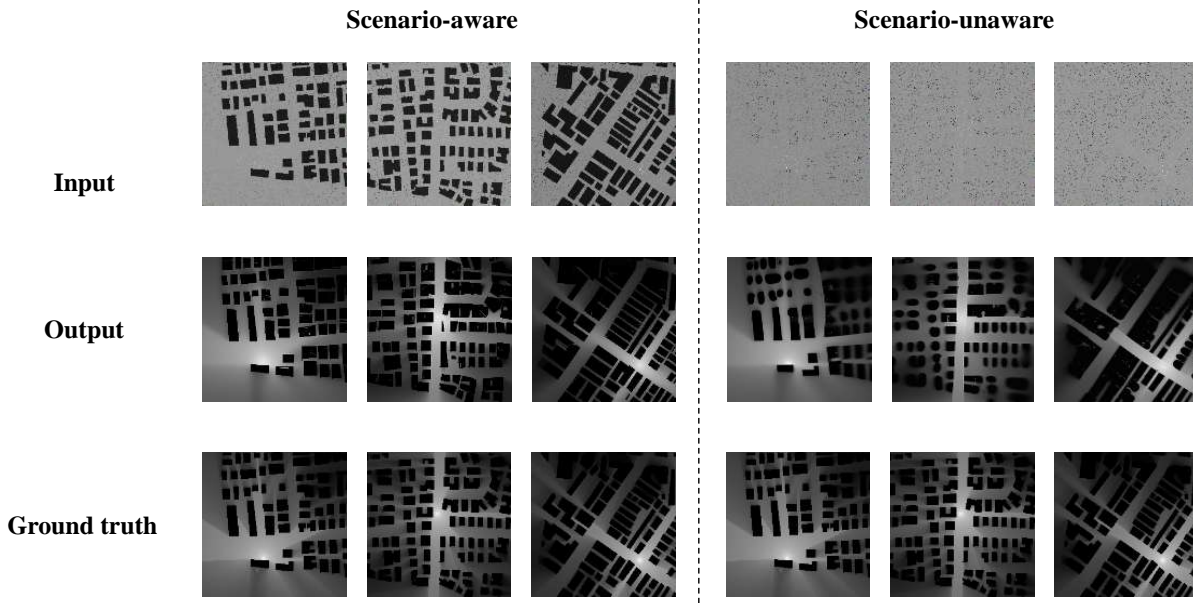 Scenario-aware
Scenario-unaware
Input
Output
Ground truth